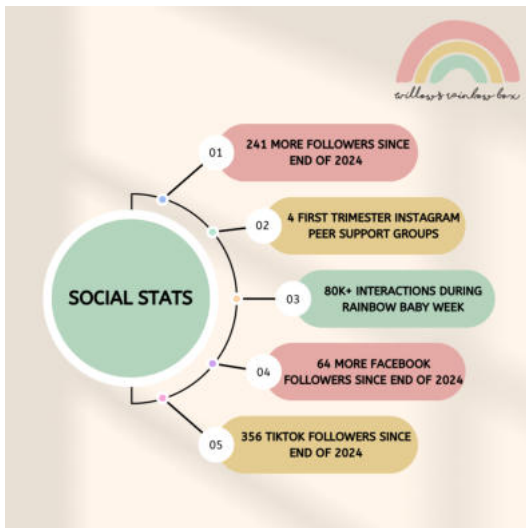 willow's rainbow box
01
241 MORE FOLLOWERS SINCE
END OF 2024
02
4 FIRST TRIMESTER INSTAGRAM
PEER SUPPORT GROUPS
SOCIAL STATS
03
80K+ INTERACTIONS DURING
RAINBOW BABY WEEK
04
64 MORE FACEBOOK
FOLLOWERS SINCE END OF 2024
05
356 TIKTOK FOLLOWERS SINCE
END OF 2024